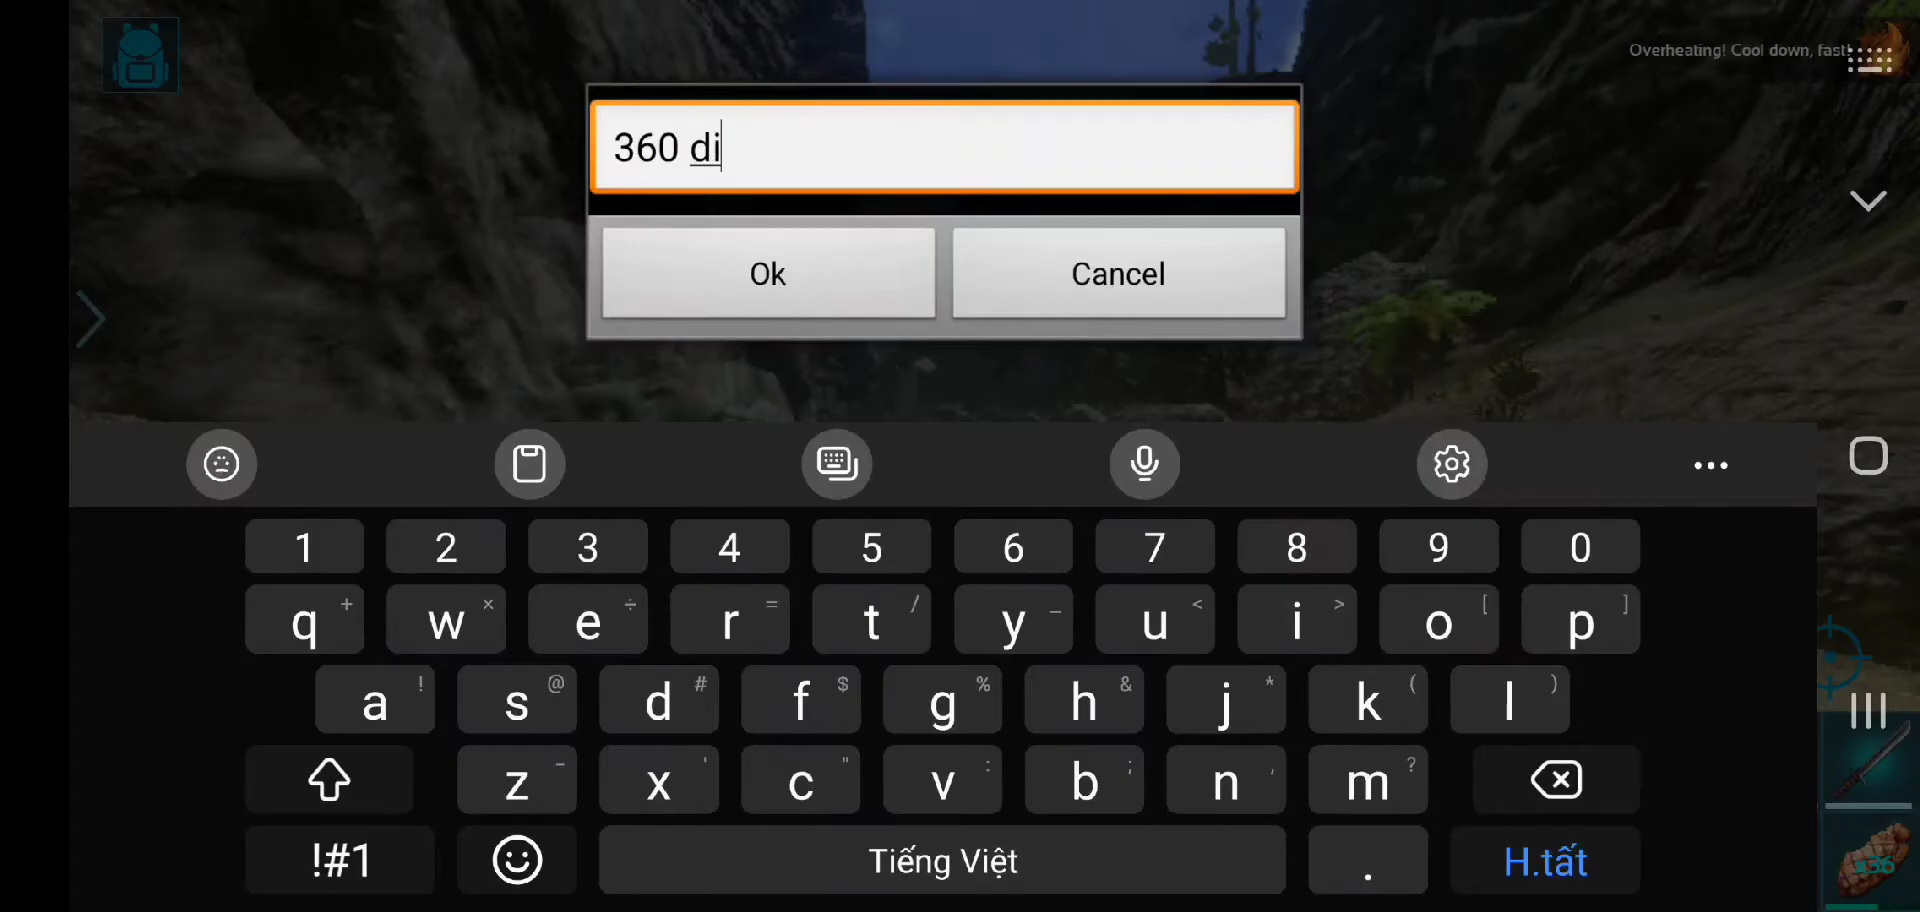 Overheating! Cool down, fast!
360 di
Ok
Cancel
1 2 3 4 5 6 7 8 9 0
q + w × e ÷ r = t / y _ u < i > o [ p ]
a ! s @ d # f $ g % h & j * k ( l )
z - x ' c " v : b ; n , m ?
!#1 Tiếng Việt . H.tất
x36